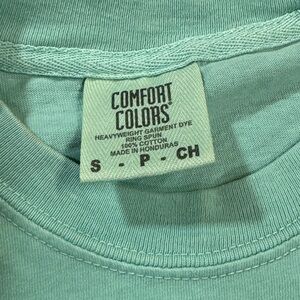 COMFORT
COLORS®
HEAVYWEIGHT GARMENT DYE
RING SPUN
100% COTTON
MADE IN HONDURAS
S - P - CH